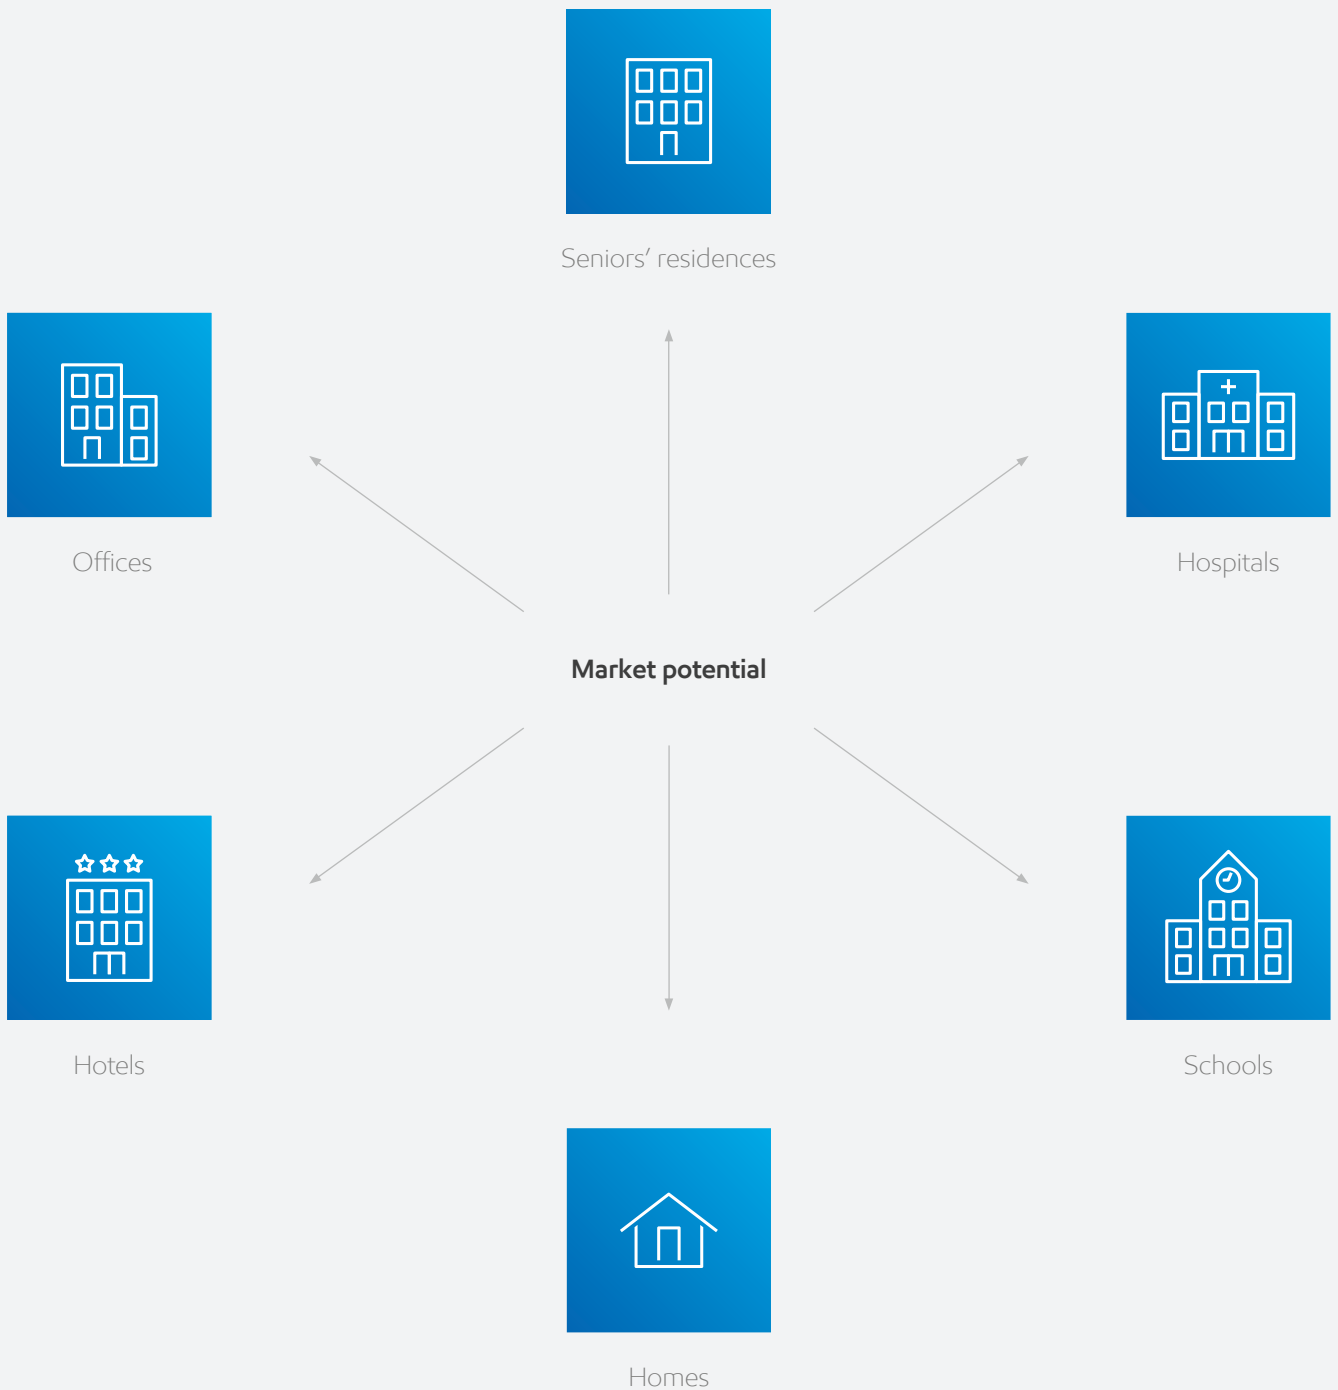 Seniors' residences
Offices
Hospitals
Market potential
Hotels
Schools
Homes